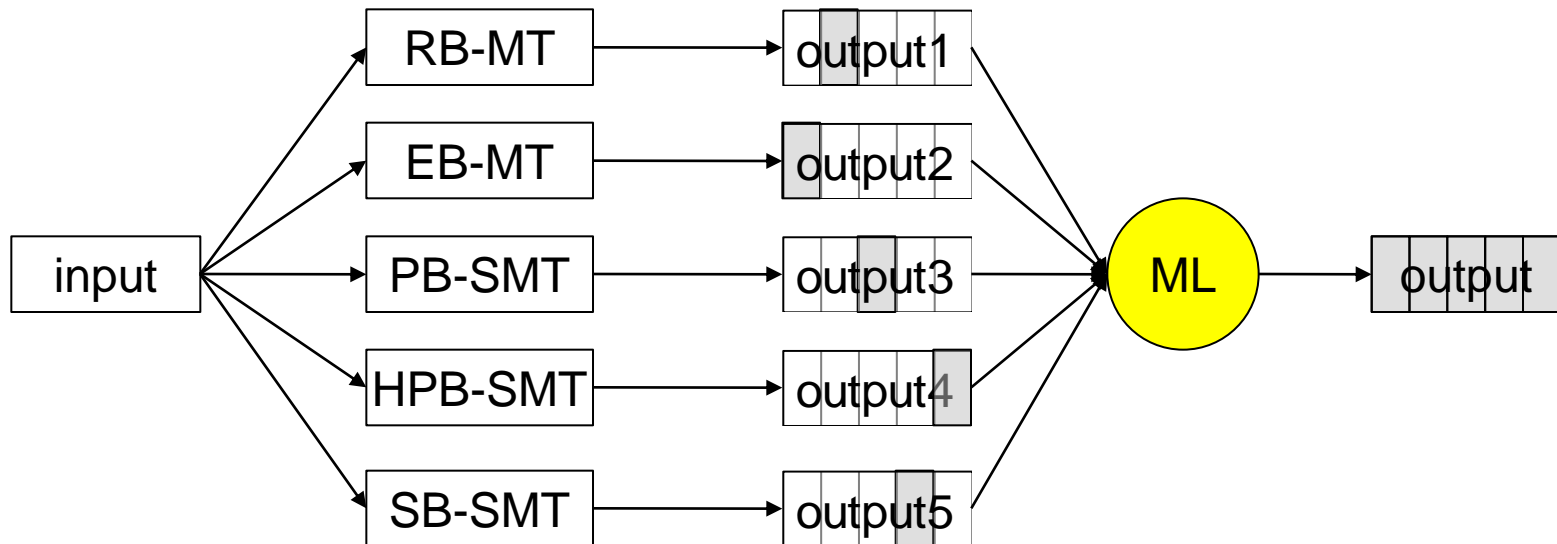 RB-MT
output1
EB-MT
output2
input
PB-SMT
output3
ML
output
HPB-SMT
output4
SB-SMT
output5